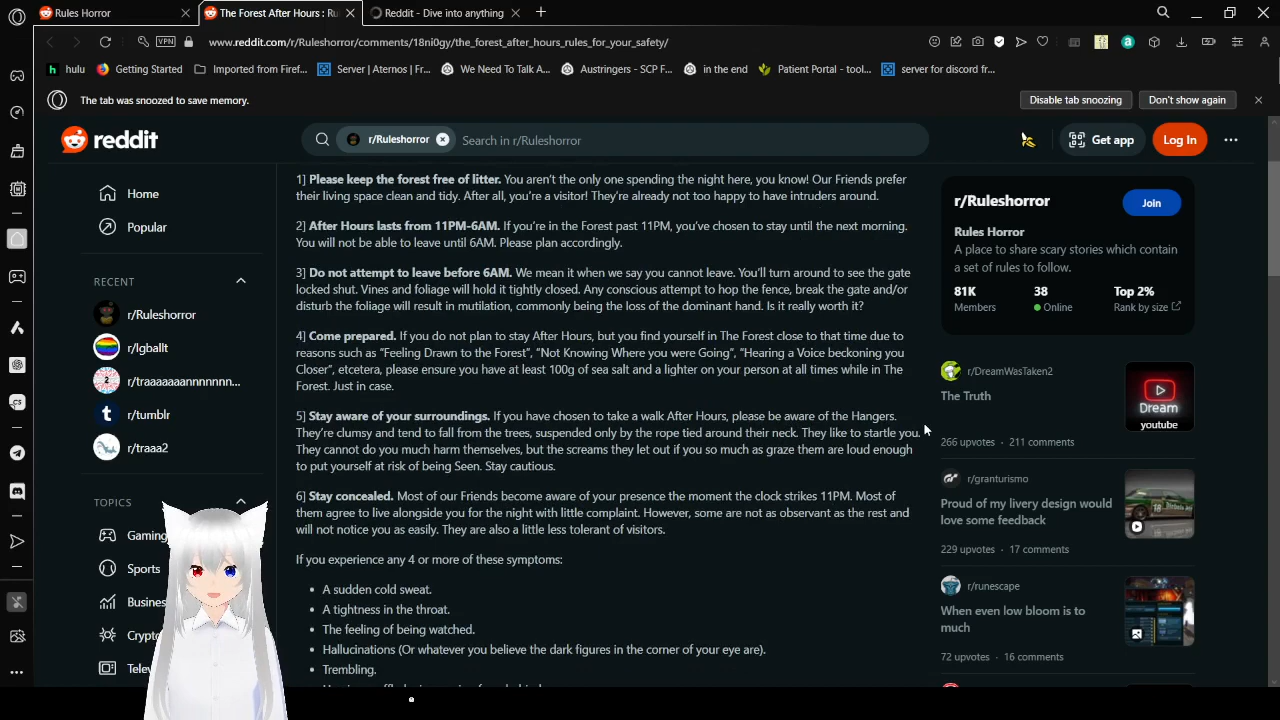 Rules Horror
The Forest After Hours : Ru
Reddit - Dive into anything
VPN
www.reddit.com/r/Ruleshorror/comments/18ni0gy/the_forest_after_hours_rules_for_your_safety/
hulu
Getting Started
Imported from Firef...
Server | Aternos | Fr...
We Need To Talk A...
Austringers - SCP F...
in the end
Patient Portal - tool...
server for discord fr...
The tab was snoozed to save memory.
Disable tab snoozing
Don't show again
reddit
r/Ruleshorror
Search in r/Ruleshorror
Get app
Log In
Home
Popular
RECENT
r/Ruleshorror
r/lgballt
r/traaaaaaannnnnnn...
r/tumblr
r/traaa2
TOPICS
Gaming
Sports
Busines
Crypto
Telev
1] Please keep the forest free of litter. You aren't the only one spending the night here, you know! Our Friends prefer
their living space clean and tidy. After all, you're a visitor! They're already not too happy to have intruders around.
2] After Hours lasts from 11PM-6AM. If you're in the Forest past 11PM, you've chosen to stay until the next morning.
You will not be able to leave until 6AM. Please plan accordingly.
3] Do not attempt to leave before 6AM. We mean it when we say you cannot leave. You'll turn around to see the gate
locked shut. Vines and foliage will hold it tightly closed. Any conscious attempt to hop the fence, break the gate and/or
disturb the foliage will result in mutilation, commonly being the loss of the dominant hand. Is it really worth it?
4] Come prepared. If you do not plan to stay After Hours, but you find yourself in The Forest close to that time due to
reasons such as “Feeling Drawn to the Forest”, “Not Knowing Where you were Going”, “Hearing a Voice beckoning you
Closer”, etcetera, please ensure you have at least 100g of sea salt and a lighter on your person at all times while in The
Forest. Just in case.
5] Stay aware of your surroundings. If you have chosen to take a walk After Hours, please be aware of the Hangers.
They're clumsy and tend to fall from the trees, suspended only by the rope tied around their neck. They like to startle you.
They cannot do you much harm themselves, but the screams they let out if you so much as graze them are loud enough
to put yourself at risk of being Seen. Stay cautious.
6] Stay concealed. Most of our Friends become aware of your presence the moment the clock strikes 11PM. Most of
them agree to live alongside you for the night with little complaint. However, some are not as observant as the rest and
will not notice you as easily. They are also a little less tolerant of visitors.
If you experience any 4 or more of these symptoms:
• A sudden cold sweat.
• A tightness in the throat.
• The feeling of being watched.
• Hallucinations (Or whatever you believe the dark figures in the corner of your eye are).
• Trembling.
r/Ruleshorror
Join
Rules Horror
A place to share scary stories which contain
a set of rules to follow.
81K
38
Top 2%
Members
Online
Rank by size
r/DreamWasTaken2
The Truth
Dream
youtube
266 upvotes · 211 comments
r/granturismo
Proud of my livery design would
love some feedback
229 upvotes · 17 comments
r/runescape
When even low bloom is to
much
72 upvotes · 16 comments